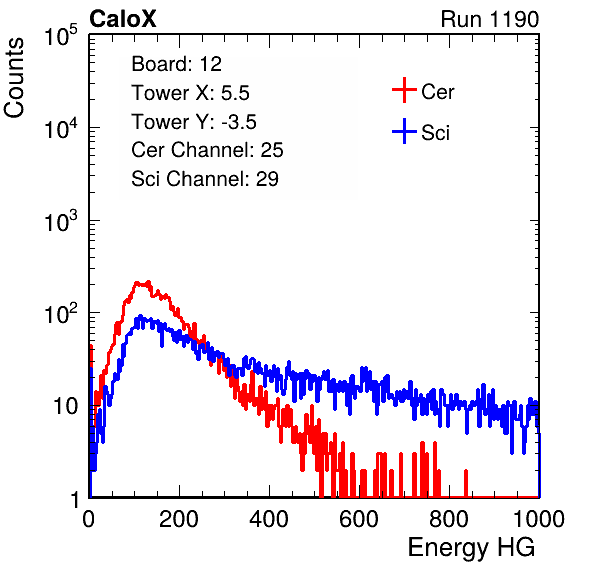 CaloX Run 1190
Counts
10^5
10^4
10^3
10^2
10
1
Board: 12
Tower X: 5.5
Tower Y: -3.5
Cer Channel: 25
Sci Channel: 29
Cer
Sci
0 200 400 600 800 1000
Energy HG